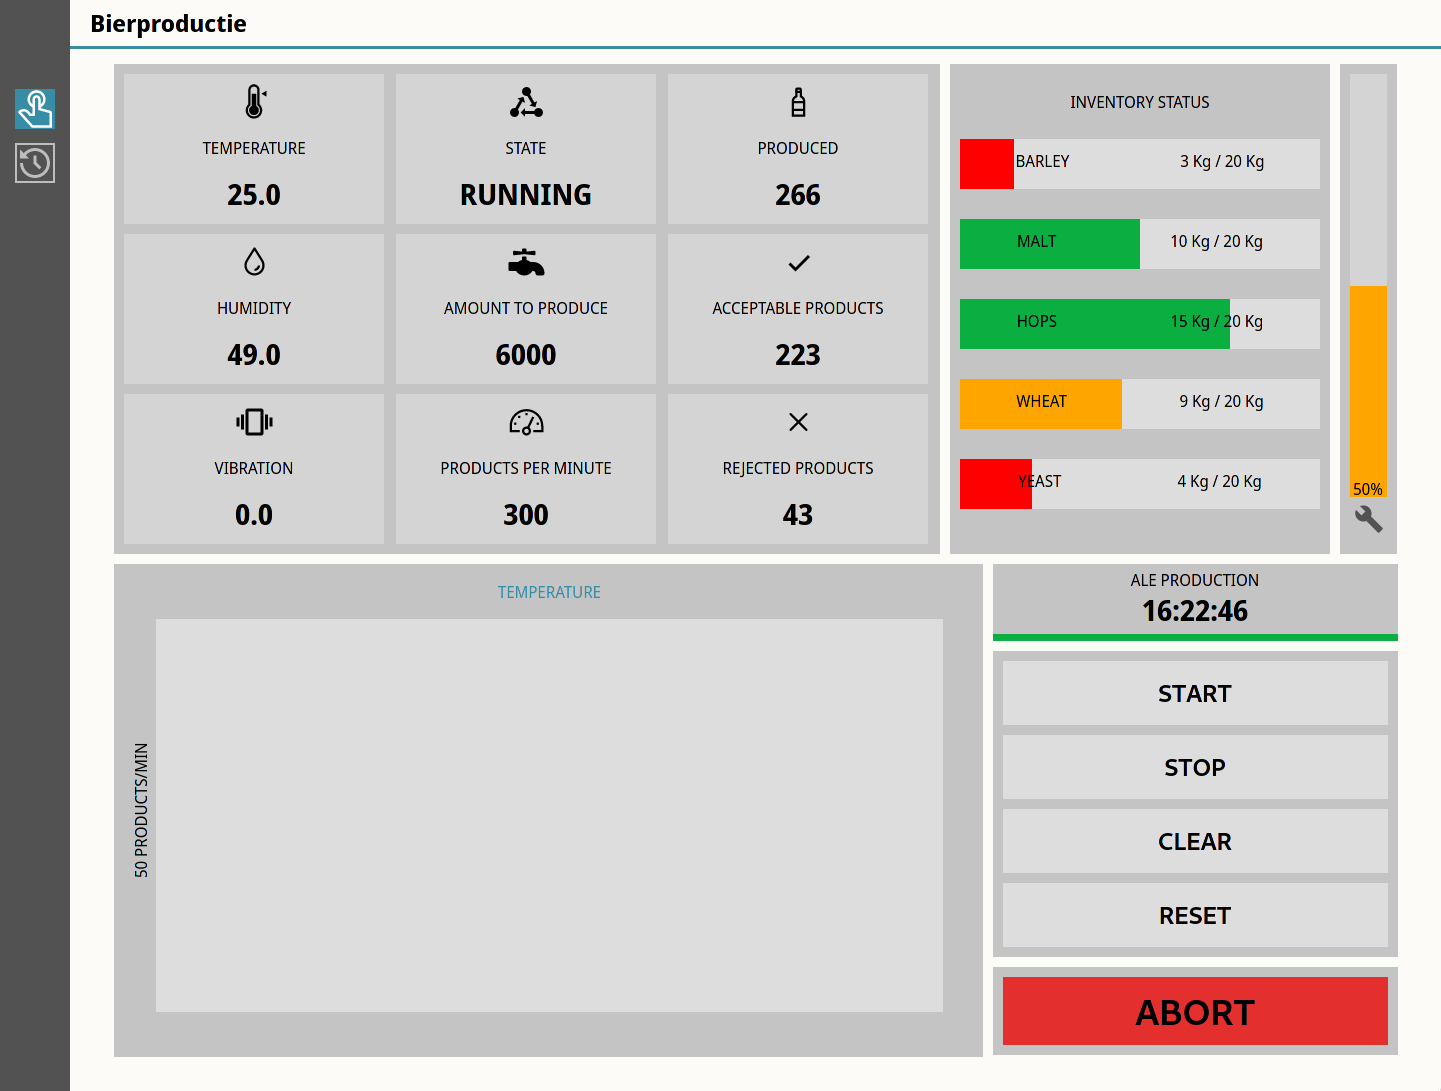 Bierproductie
TEMPERATURE
25.0
STATE
RUNNING
PRODUCED
266
HUMIDITY
49.0
AMOUNT TO PRODUCE
6000
ACCEPTABLE PRODUCTS
223
VIBRATION
0.0
PRODUCTS PER MINUTE
300
REJECTED PRODUCTS
43
INVENTORY STATUS
BARLEY 3 Kg / 20 Kg
MALT 10 Kg / 20 Kg
HOPS 15 Kg / 20 Kg
WHEAT 9 Kg / 20 Kg
YEAST 4 Kg / 20 Kg
50%
TEMPERATURE
50 PRODUCTS/MIN
ALE PRODUCTION
16:22:46
START
STOP
CLEAR
RESET
ABORT